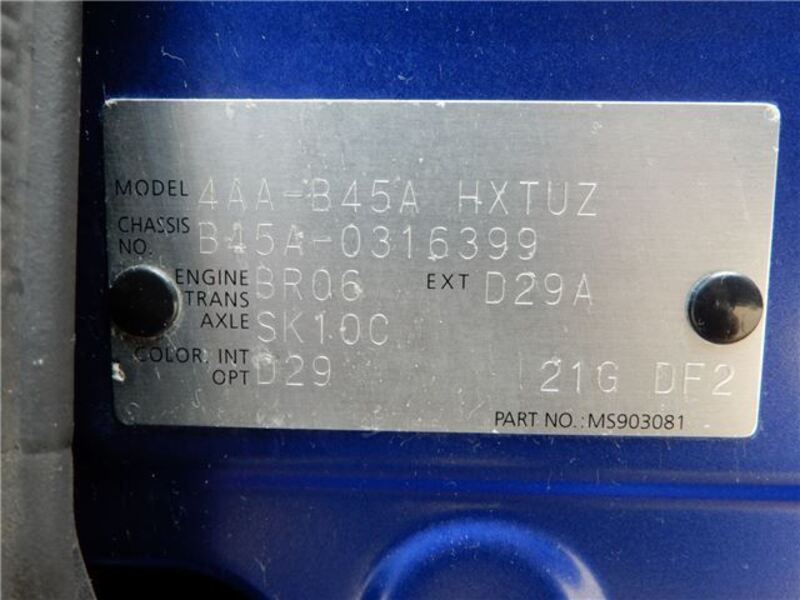 MODEL 4AA-B45A HXTUZ
CHASSIS NO. B45A-0316399
ENGINE BR06 EXT D29A
TRANS AXLE SK10C
COLOR: INT D29
OPT 21G DF2
PART NO.:MS903081